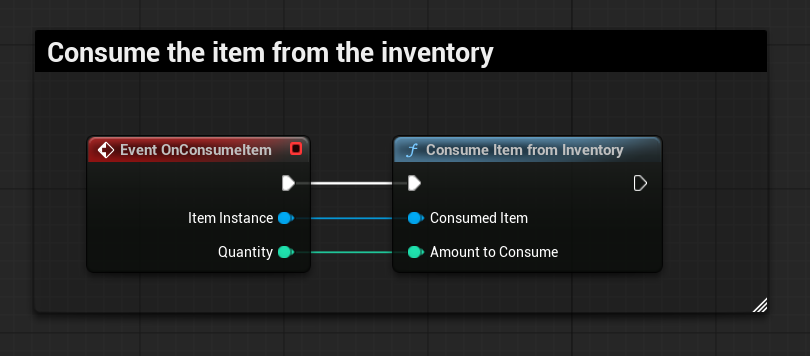 Consume the item from the inventory
Event OnConsumeItem
Consume Item from Inventory
Item Instance
Consumed Item
Quantity
Amount to Consume